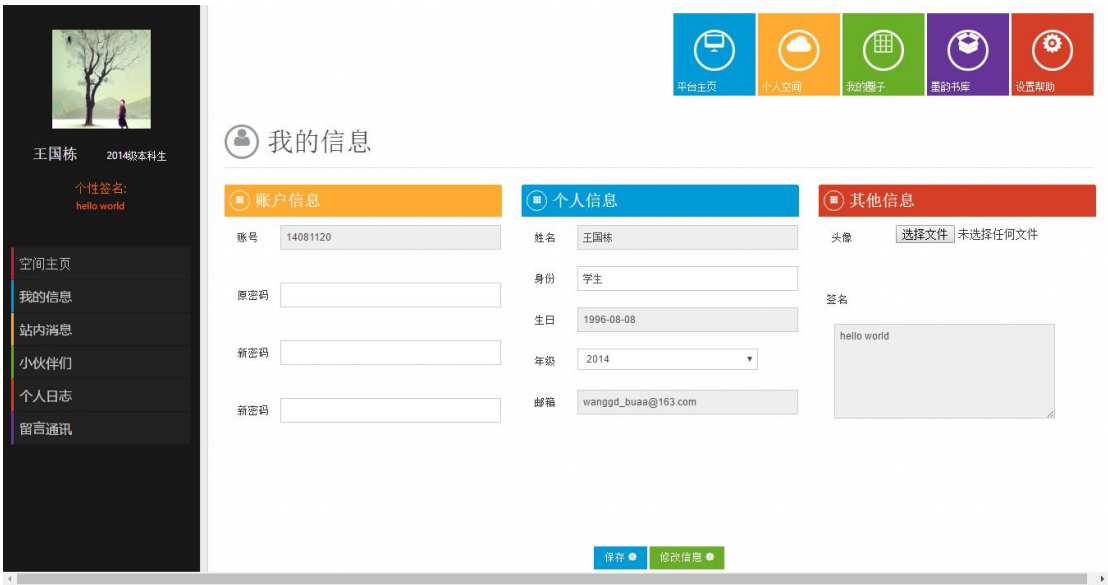 王国栋 2014级本科生
个性签名:
hello world
空间主页
我的信息
站内消息
小伙伴们
个人日志
留言通讯
平台主页 个人空间 我的圈子 墨韵书库 设置帮助
我的信息
账户信息
账号 14081120
原密码
新密码
新密码
个人信息
姓名 王国栋
身份 学生
生日 1996-08-08
年级 2014
邮箱 wanggd_buaa@163.com
其他信息
头像 选择文件 未选择任何文件
签名
hello world
保存 修改信息